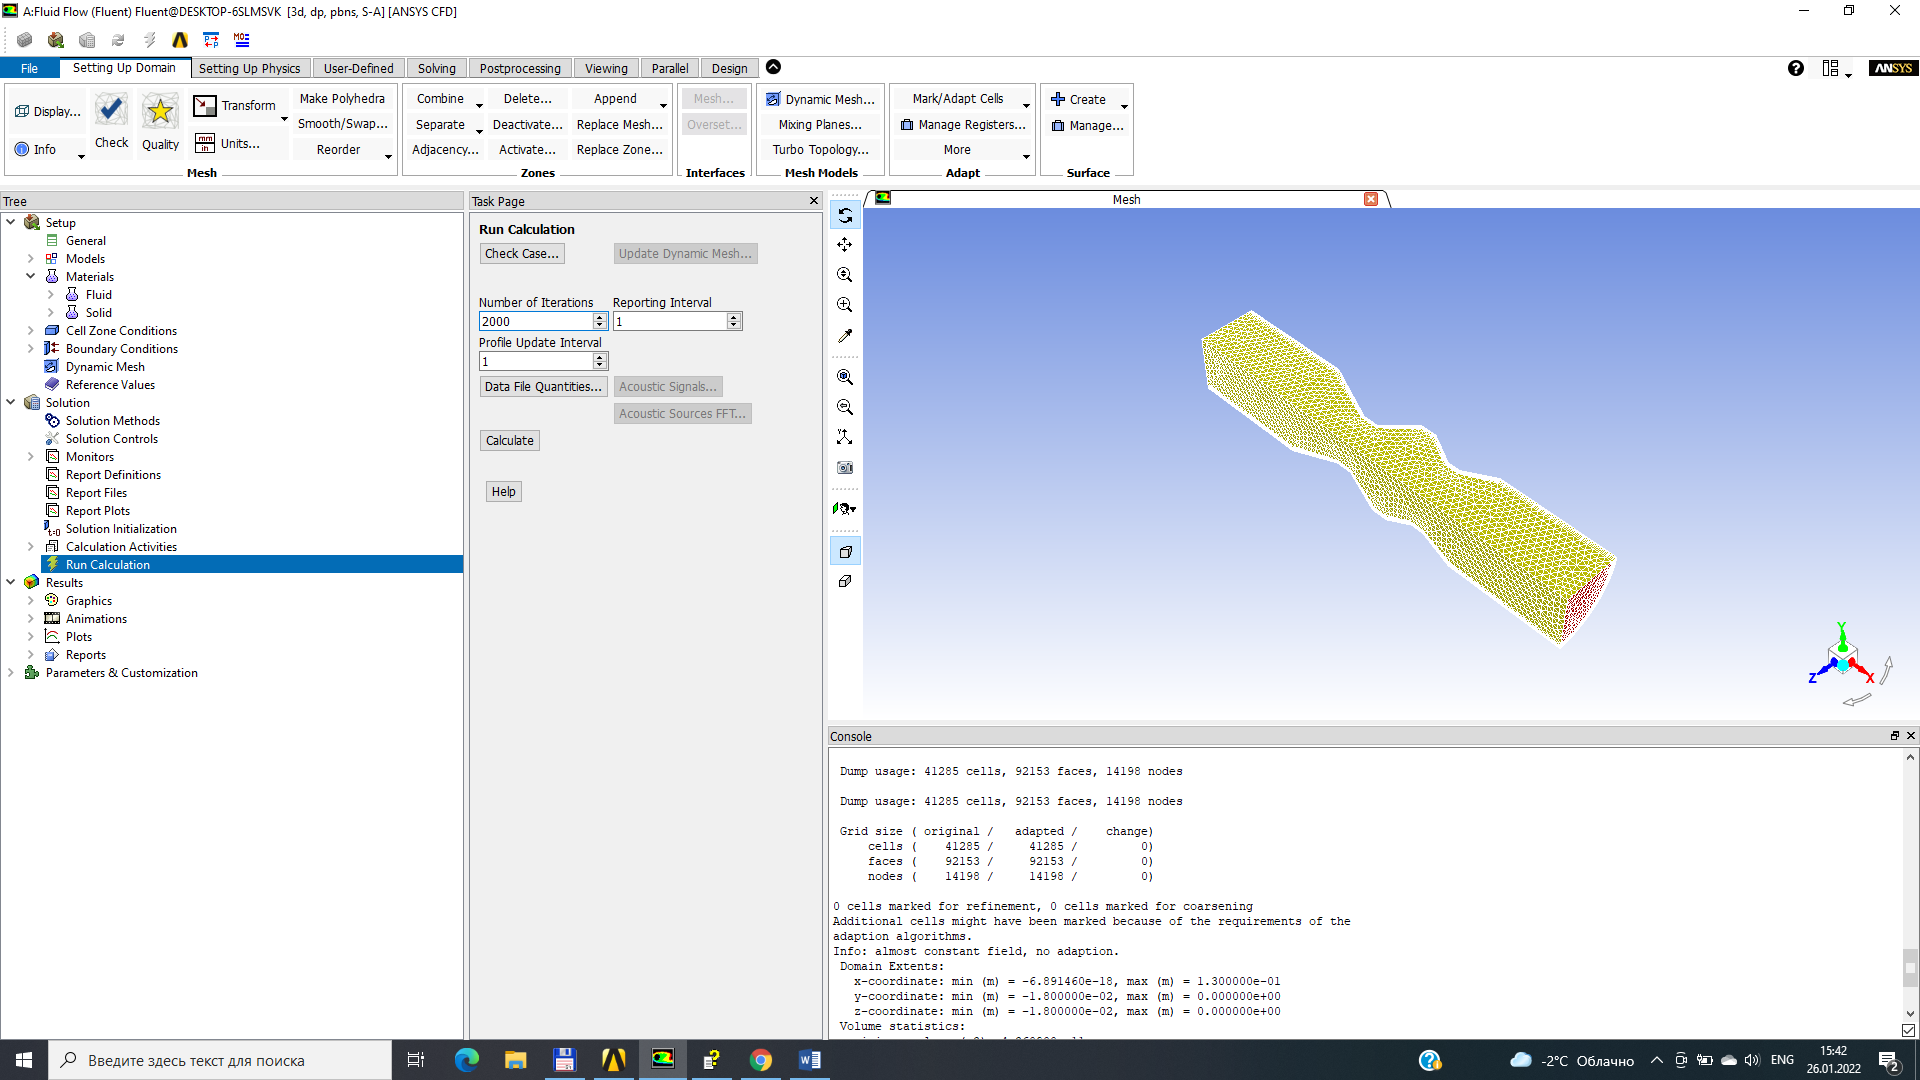 A:Fluid Flow (Fluent) Fluent@DESKTOP-6SLMSVK [3d, dp, pbns, S-A] [ANSYS CFD]
File Setting Up Domain Setting Up Physics User-Defined Solving Postprocessing Viewing Parallel Design ANSYS
Display... Check Quality Transform Make Polyhedra Combine Delete... Append Mesh... Dynamic Mesh... Mark/Adapt Cells Create
Smooth/Swap... Separate Deactivate... Replace Mesh... Overset... Mixing Planes... Manage Registers... Manage...
Info Units... Reorder Adjacency... Activate... Replace Zone... Turbo Topology... More
Mesh Zones Interfaces Mesh Models Adapt Surface
Tree
Setup
General
Models
Materials
Fluid
Solid
Cell Zone Conditions
Boundary Conditions
Dynamic Mesh
Reference Values
Solution
Solution Methods
Solution Controls
Monitors
Report Definitions
Report Files
Report Plots
Solution Initialization
Calculation Activities
Run Calculation
Results
Graphics
Animations
Plots
Reports
Parameters & Customization
Task Page
Run Calculation
Check Case... Update Dynamic Mesh...
Number of Iterations Reporting Interval
2000 1
Profile Update Interval
1
Data File Quantities... Acoustic Signals...
Acoustic Sources FFT...
Calculate
Help
Mesh
Y
Z X
Console
Dump usage: 41285 cells, 92153 faces, 14198 nodes
Dump usage: 41285 cells, 92153 faces, 14198 nodes
Grid size ( original / adapted / change)
cells ( 41285 / 41285 / 0)
faces ( 92153 / 92153 / 0)
nodes ( 14198 / 14198 / 0)
0 cells marked for refinement, 0 cells marked for coarsening
Additional cells might have been marked because of the requirements of the
adaption algorithms.
Info: almost constant field, no adaption.
Domain Extents:
x-coordinate: min (m) = -6.891460e-18, max (m) = 1.300000e-01
y-coordinate: min (m) = -1.800000e-02, max (m) = 0.000000e+00
z-coordinate: min (m) = -1.800000e-02, max (m) = 0.000000e+00
Volume statistics:
Введите здесь текст для поиска
-2°C Облачно ENG 15:42
26.01.2022
2